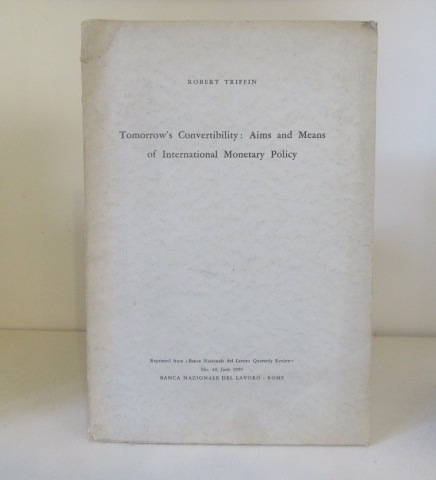 ROBERT TRIFFIN
Tomorrow's Convertibility: Aims and Means
of International Monetary Policy
Reprinted from «Banca Nazionale del Lavoro Quarterly Review»
No. 49 June 1959
BANCA NAZIONALE DEL LAVORO - ROME